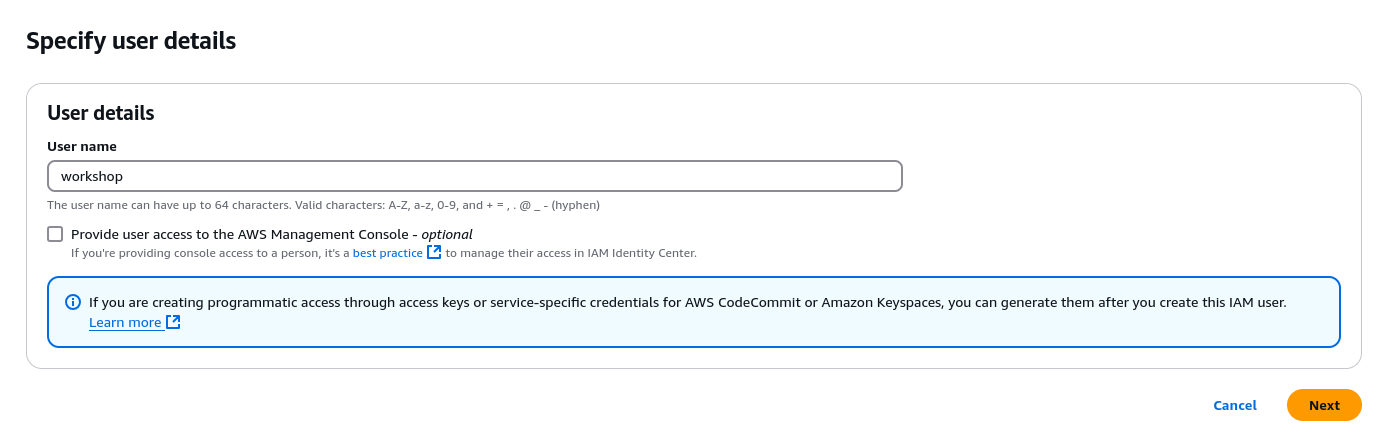 Specify user details
User details
User name
workshop
The user name can have up to 64 characters. Valid characters: A-Z, a-z, 0-9, and + = , . @ _ - (hyphen)
Provide user access to the AWS Management Console - optional
If you're providing console access to a person, it's a best practice to manage their access in IAM Identity Center.
If you are creating programmatic access through access keys or service-specific credentials for AWS CodeCommit or Amazon Keyspaces, you can generate them after you create this IAM user.
Learn more
Cancel Next